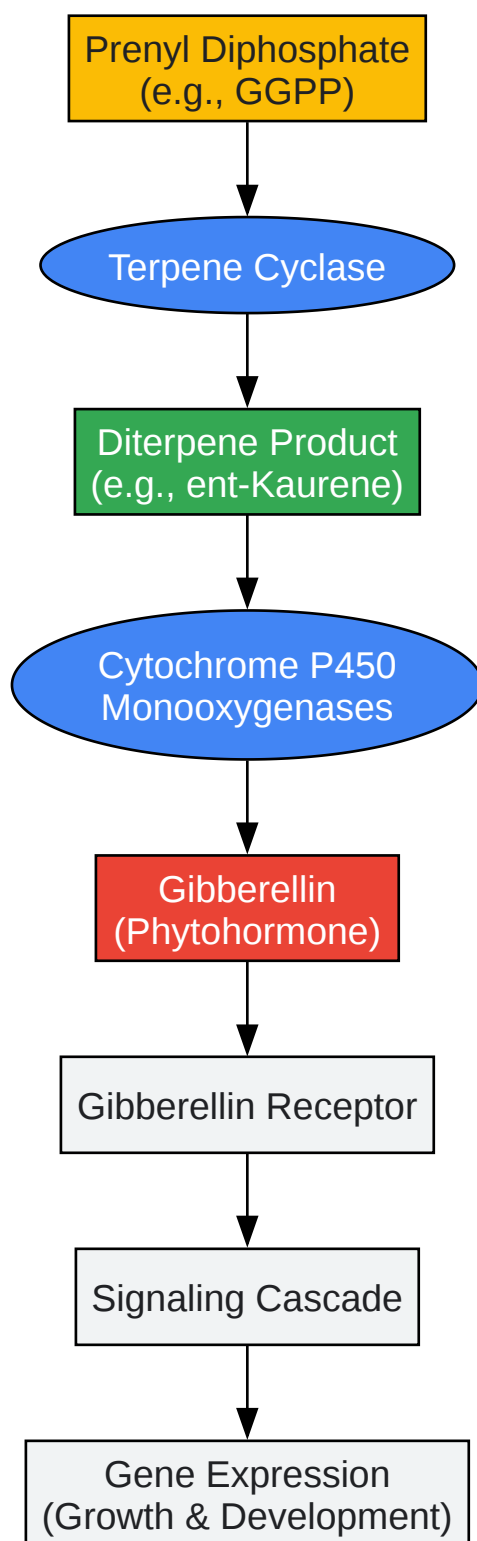 Prenyl Diphosphate
(e.g., GGPP)
Terpene Cyclase
Diterpene Product
(e.g., ent-Kaurene)
Cytochrome P450
Monooxygenases
Gibberellin
(Phytohormone)
Gibberellin Receptor
Signaling Cascade
Gene Expression
(Growth & Development)